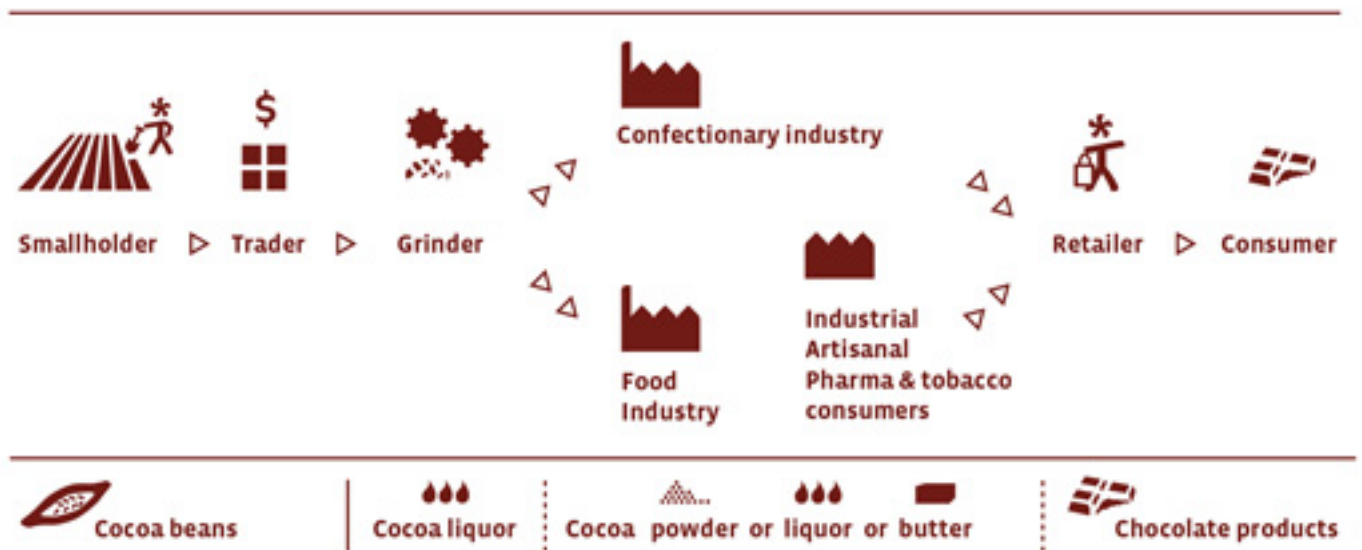 $
Confectionary industry
Smallholder Trader Grinder Retailer Consumer
Industrial
Artisanal
Pharma & tobacco
consumers
Food
Industry
Cocoa beans Cocoa liquor Cocoa powder or liquor or butter Chocolate products